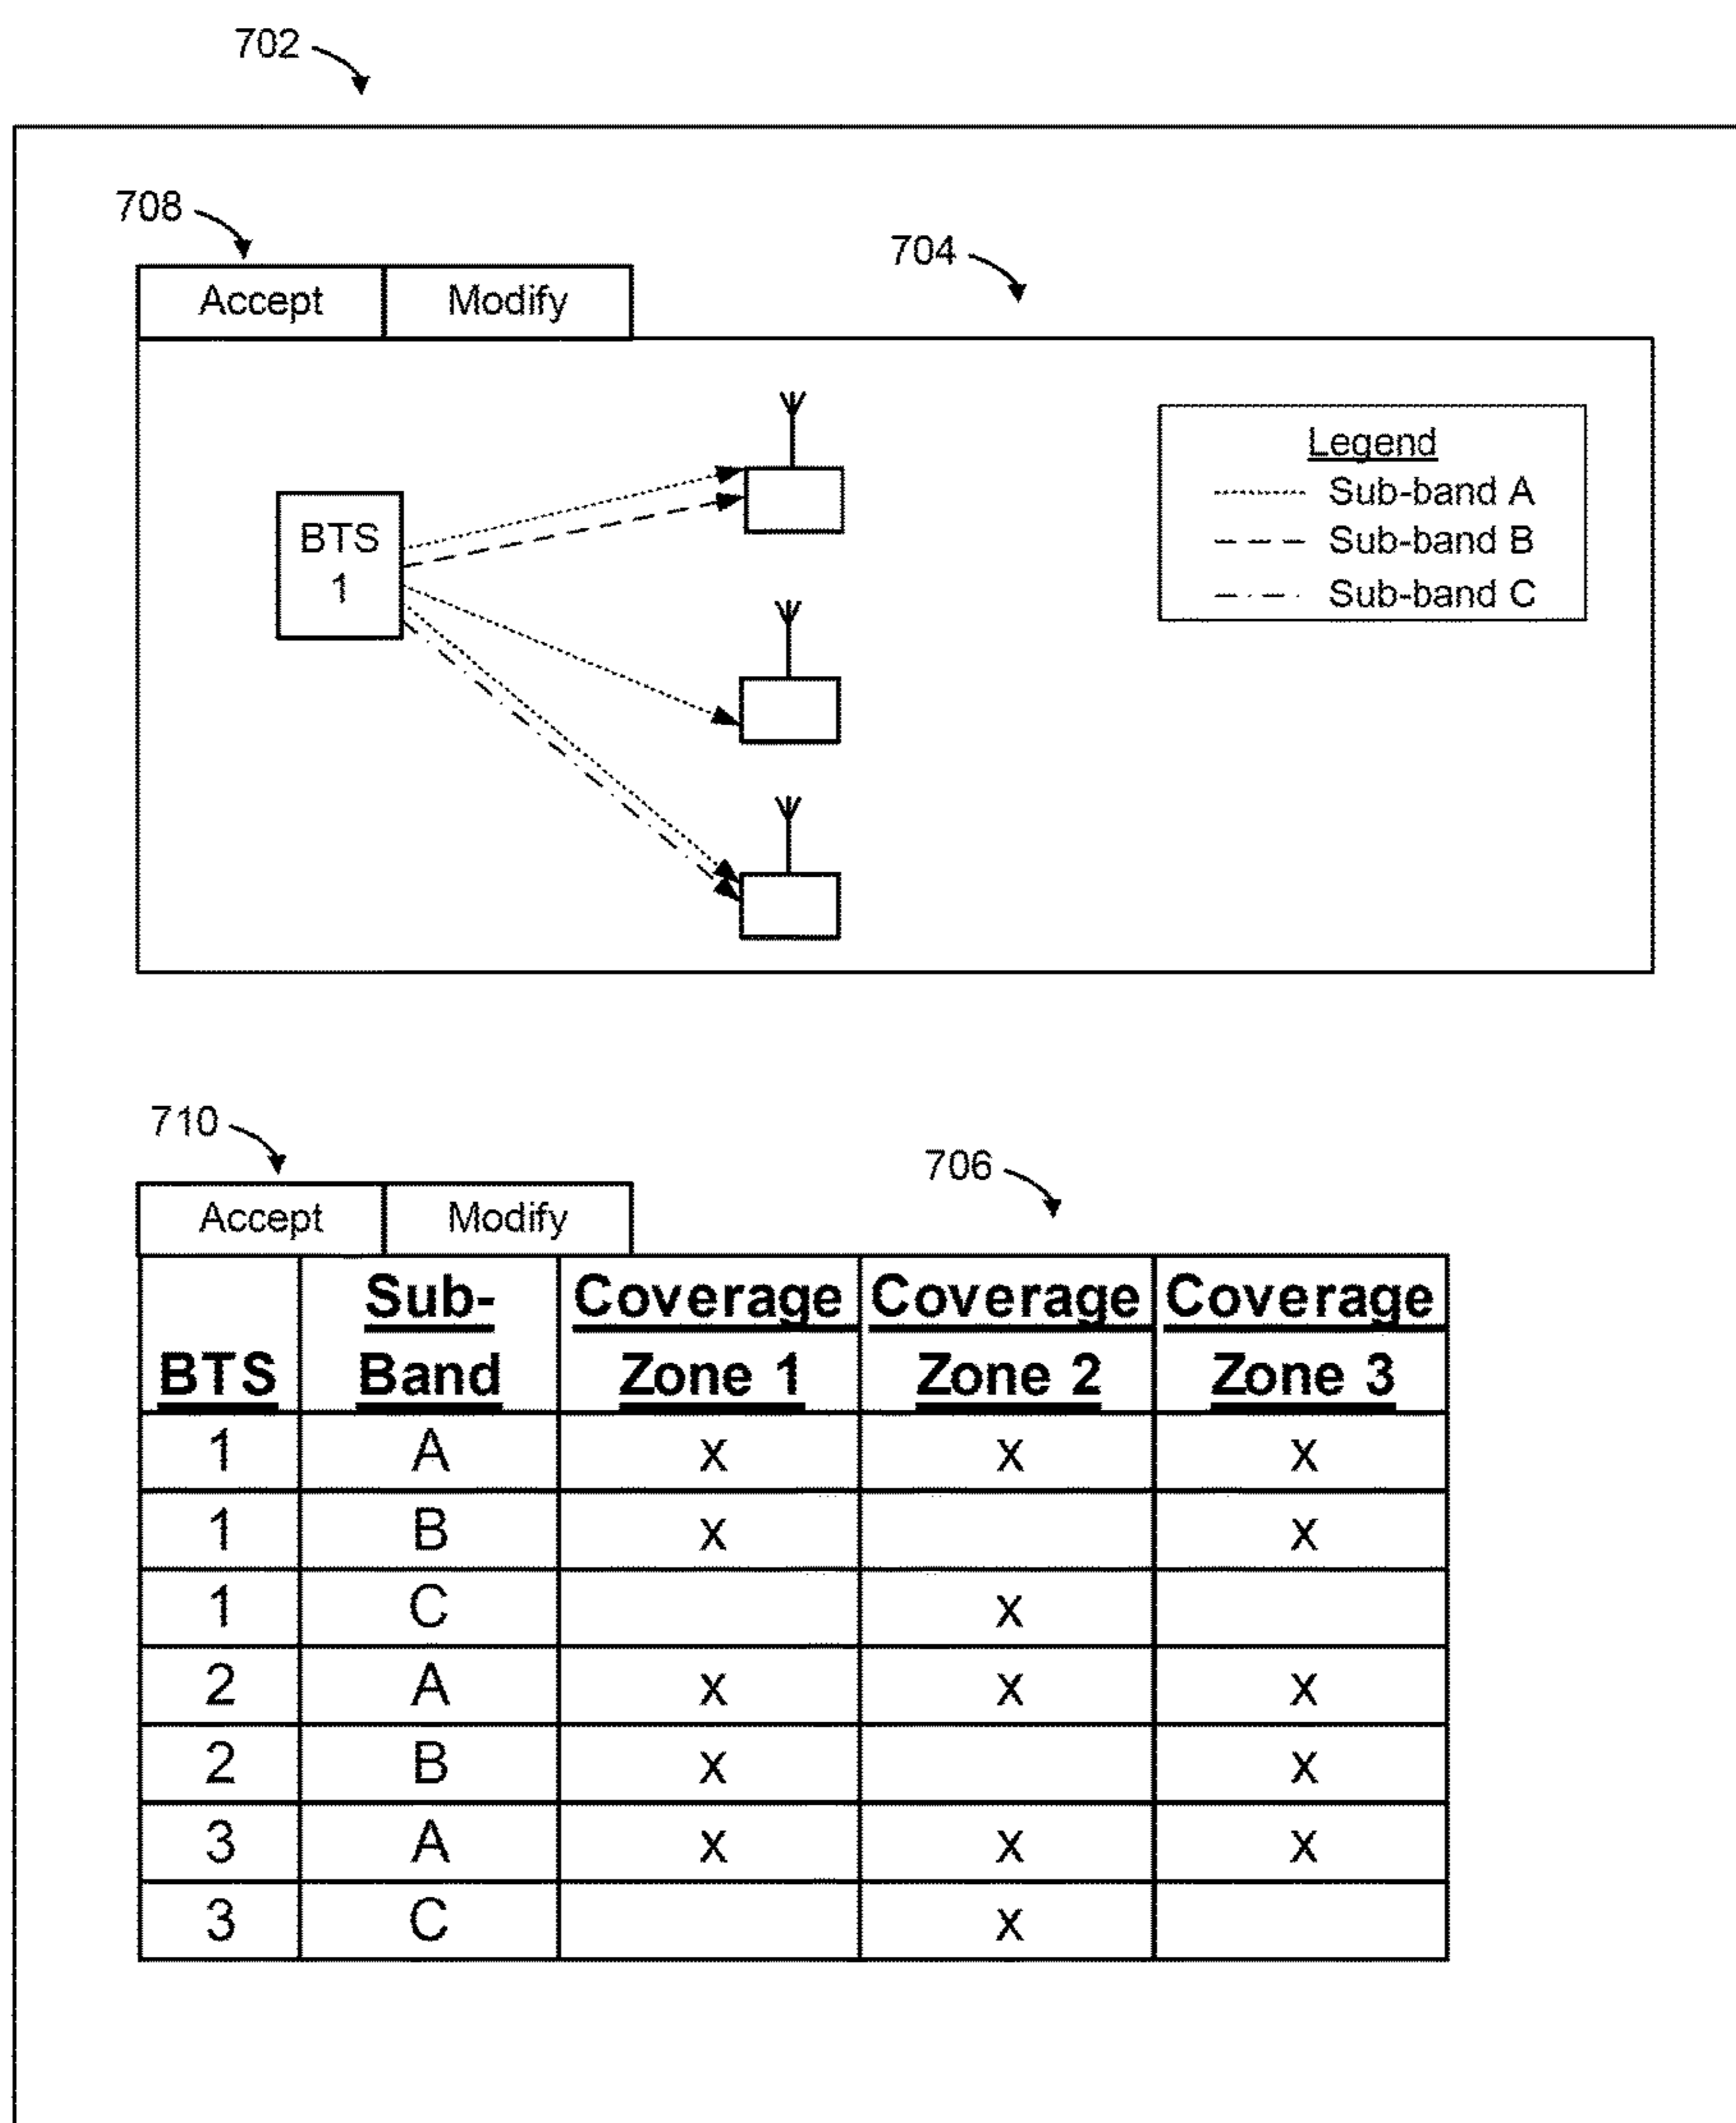 702
708
704
Accept Modify
BTS
1
Legend
Sub-band A
Sub-band B
Sub-band C
710
706
Accept Modify
BTS Sub-Band Coverage Zone 1 Coverage Zone 2 Coverage Zone 3
1 A x x x
1 B x x
1 C x
2 A x x x
2 B x x
3 A x x x
3 C x